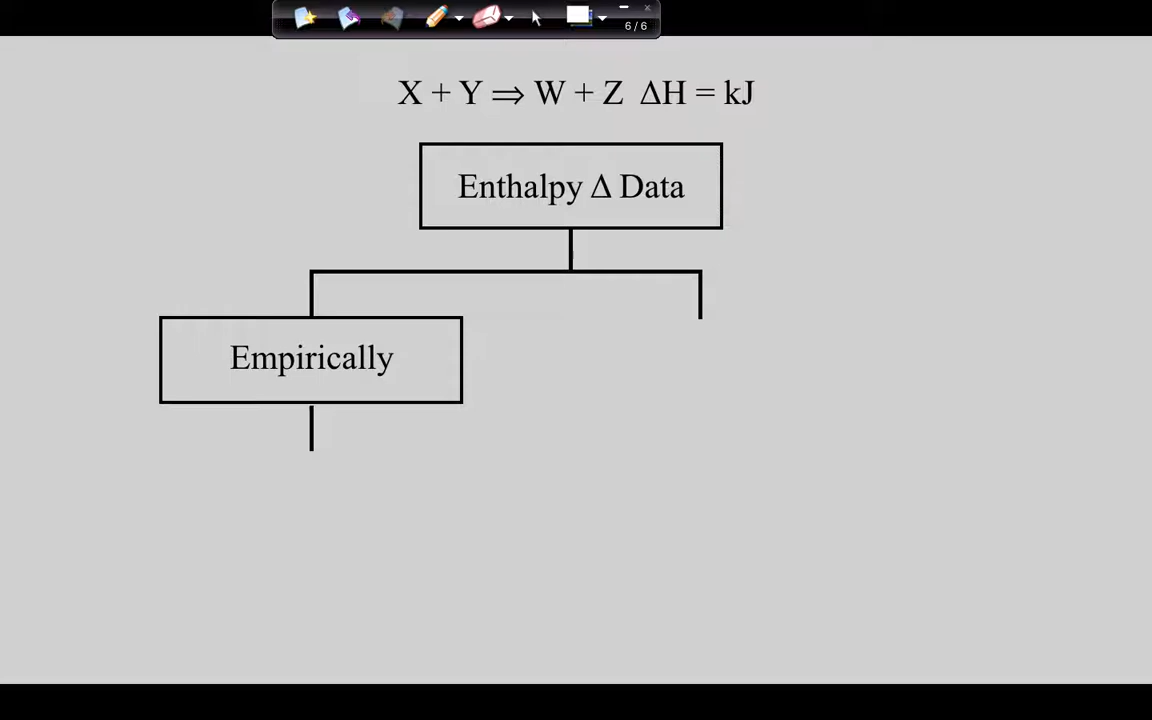 6 / 6
X + Y ⇒ W + Z ΔH = kJ
Enthalpy Δ Data
Empirically